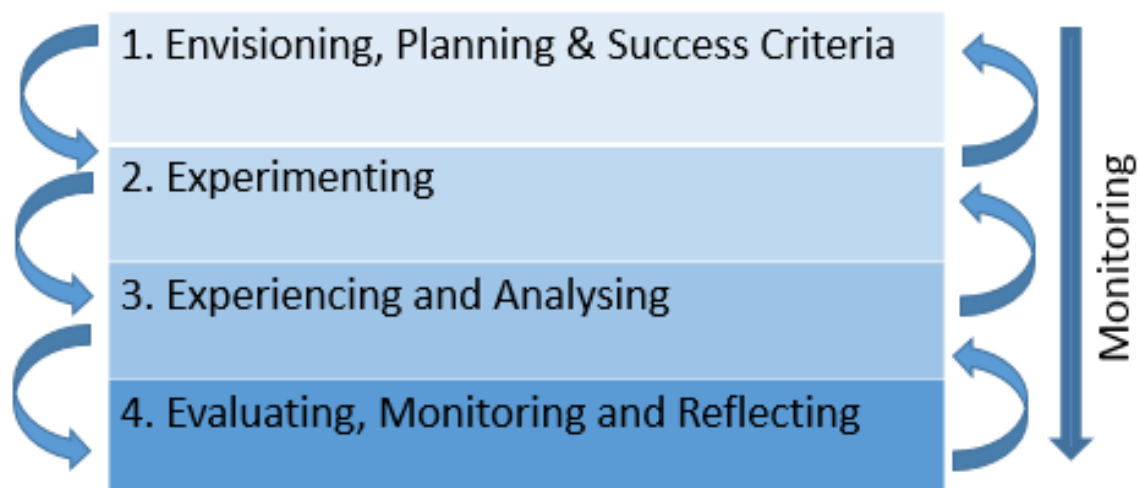 1. Envisioning, Planning & Success Criteria
2. Experimenting
3. Experiencing and Analysing
4. Evaluating, Monitoring and Reflecting
Monitoring